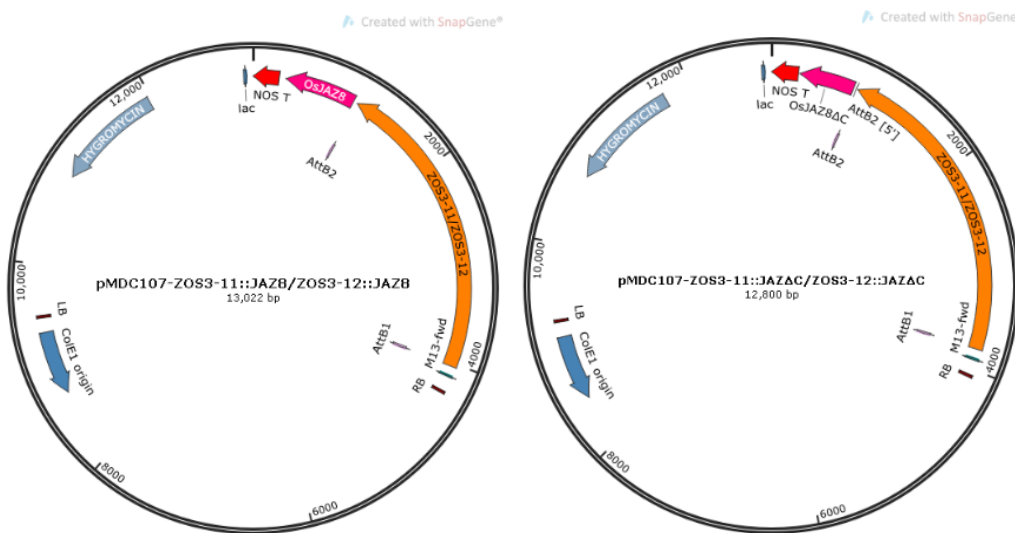 Created with SnapGene®
12,000
lac
NOS T
OsJAZ8
HYGROMYCIN
2000
AttB2
ZOS3-11/ZOS3-12
pMDC107-ZOS3-11::JAZ8/ZOS3-12::JAZ8
13,022 bp
10,000
LB
ColE1 origin
AttB1
M13-fwd
4000
RB
8000
6000
Created with SnapGene
12,000
lac
NOS T
OsJAZ8ΔC
AttB2 [5']
HYGROMYCIN
2000
AttB2
ZOS3-11/ZOS3-12
pMDC107-ZOS3-11::JAZΔC/ZOS3-12::JAZΔC
12,800 bp
10,000
LB
ColE1 origin
AttB1
M13-fwd
4000
RB
8000
6000